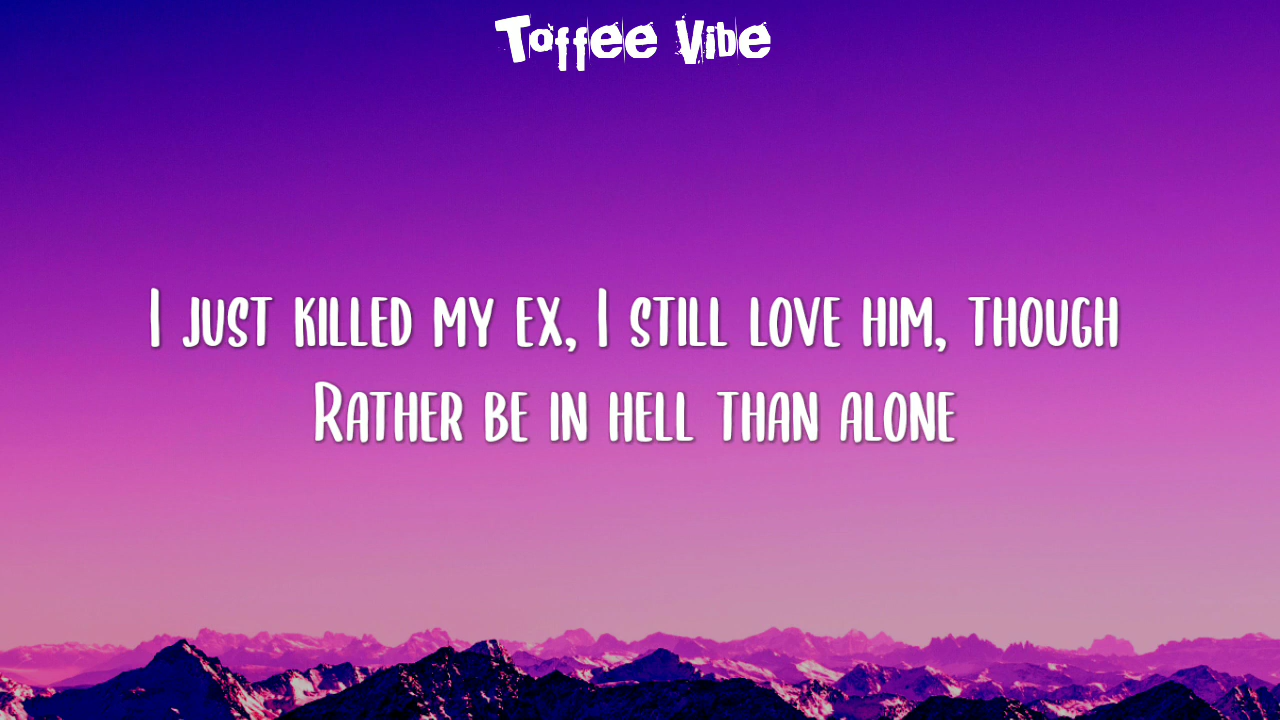 Toffee Vibe
I just killed my ex, I still love him, though
Rather be in hell than alone